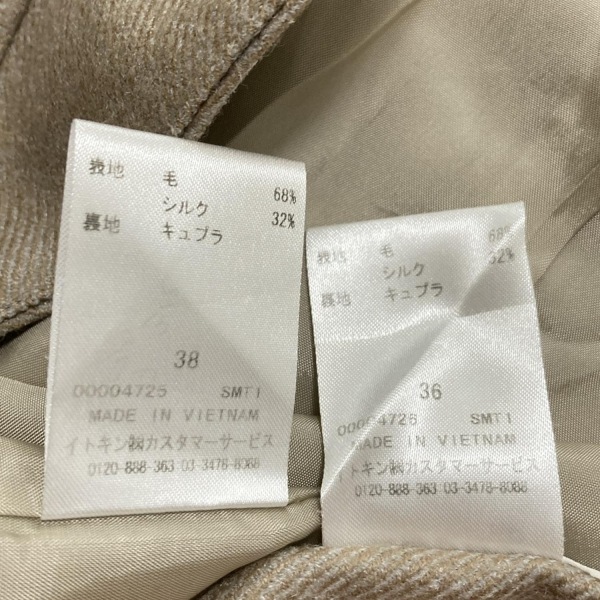 表地 毛 68%
シルク 32%
裏地 キュプラ
38
00004725 SMT1
MADE IN VIETNAM
イトキン㈱カスタマーサービス
0120-888-363 03-3478-8088
表地 毛 68%
シルク 32%
裏地 キュプラ
36
00004726 SMT1
MADE IN VIETNAM
イトキン㈱カスタマーサービス
0120-888-363 03-3478-8088